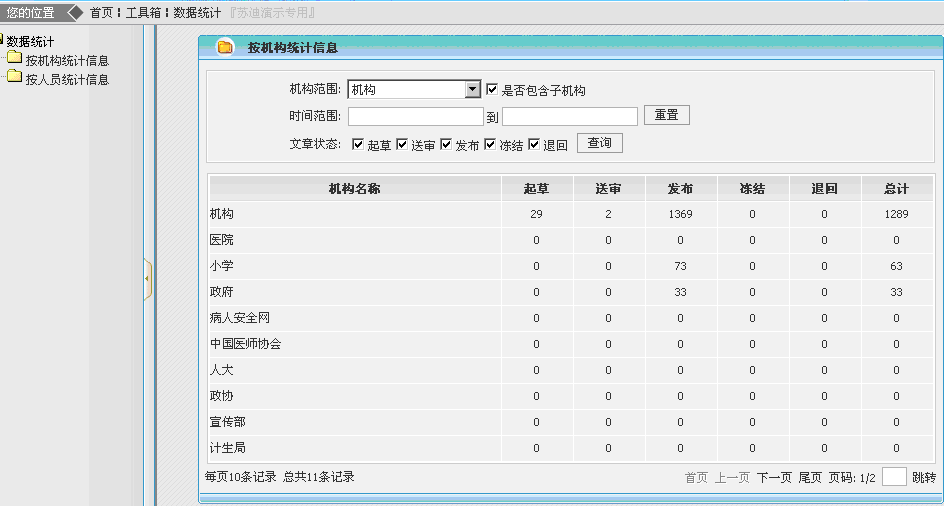 您的位置 首页 工具箱 数据统计 『苏迪演示专用』
数据统计
按机构统计信息
按人员统计信息
按机构统计信息
机构范围: 机构 是否包含子机构
时间范围: 到 重置
文章状态: 起草 送审 发布 冻结 退回 查询
机构名称 起草 送审 发布 冻结 退回 总计
机构 29 2 1369 0 0 1289
医院 0 0 0 0 0 0
小学 0 0 73 0 0 63
政府 0 0 33 0 0 33
病人安全网 0 0 0 0 0 0
中国医师协会 0 0 0 0 0 0
人大 0 0 0 0 0 0
政协 0 0 0 0 0 0
宣传部 0 0 0 0 0 0
计生局 0 0 0 0 0 0
每页10条记录 总共11条记录 首页 上一页 下一页 尾页 页码: 1/2 跳转